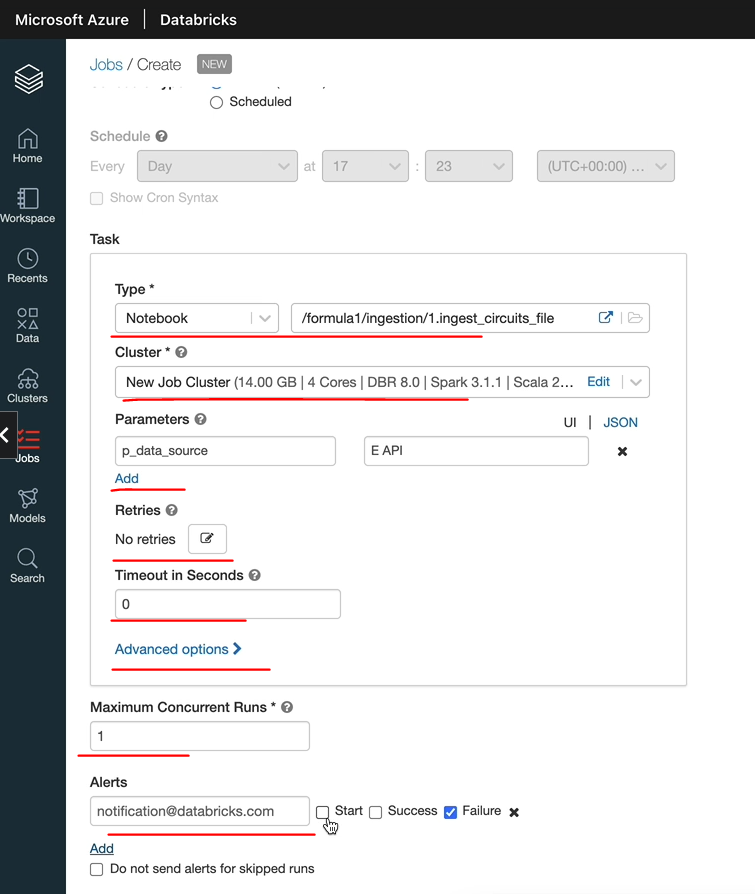 Microsoft Azure | Databricks
Jobs / Create NEW
Scheduled
Schedule
Every Day at 17 : 23 (UTC+00:00) ...
Show Cron Syntax
Task
Type *
Notebook /formula1/ingestion/1.ingest_circuits_file
Cluster *
New Job Cluster (14.00 GB | 4 Cores | DBR 8.0 | Spark 3.1.1 | Scala 2... Edit
Parameters UI | JSON
p_data_source E API
Add
Retries
No retries
Timeout in Seconds
0
Advanced options
Maximum Concurrent Runs *
1
Alerts
notification@databricks.com Start Success Failure
Add
Do not send alerts for skipped runs
Home
Workspace
Recents
Data
Clusters
Jobs
Models
Search